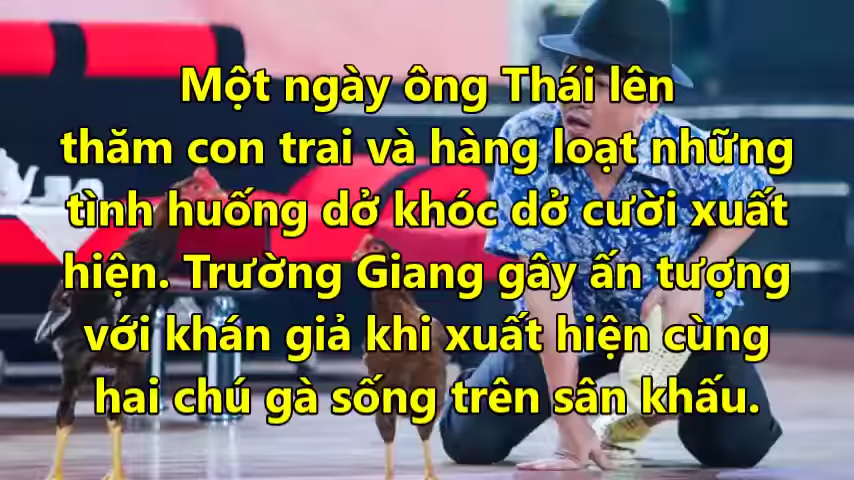 Một ngày ông Thái lên
thăm con trai và hàng loạt những
tình huống dở khóc dở cười xuất
hiện. Trường Giang gây ấn tượng
với khán giả khi xuất hiện cùng
hai chú gà sống trên sân khấu.